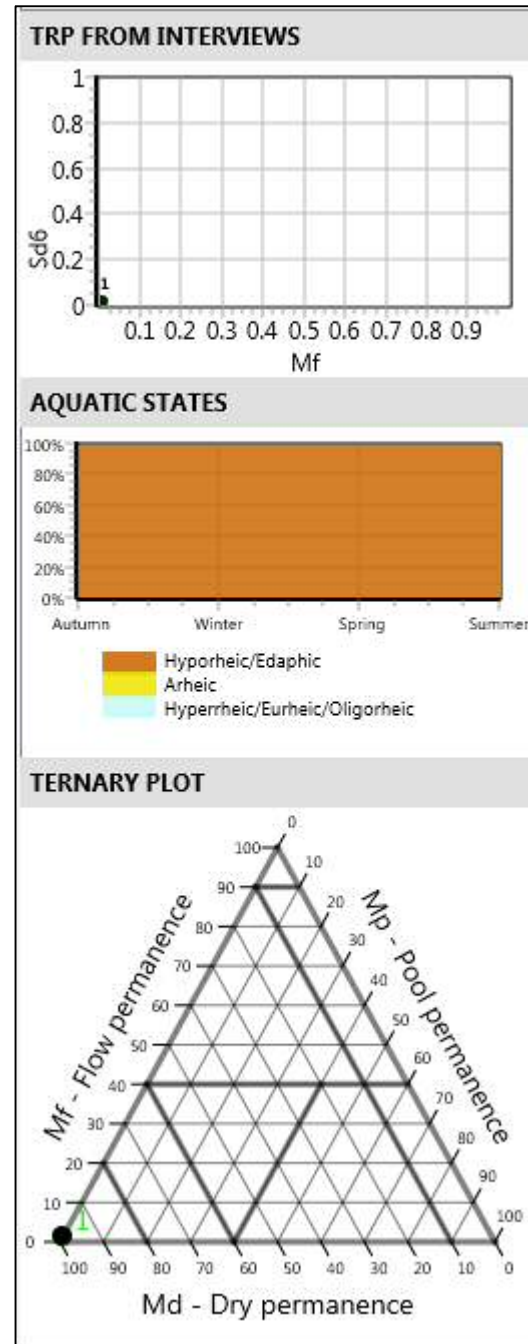 TRP FROM INTERVIEWS
1
0.8
0.6
0.4
0.2
0
Sd6
1
0.1 0.2 0.3 0.4 0.5 0.6 0.7 0.8 0.9
Mf
AQUATIC STATES
100%
80%
60%
40%
20%
0%
Autumn Winter Spring Summer
Hyporheic/Edaphic
Arheic
Hyperrheic/Eurheic/Oligorheic
TERNARY PLOT
0
100 10
90 20
80 30
70 40
60 50
50 60
40 70
30 80
20 90
10 100
0
Mf - Flow permanence
Mp - Pool permanence
1
100 90 80 70 60 50 40 30 20 10 0
Md - Dry permanence